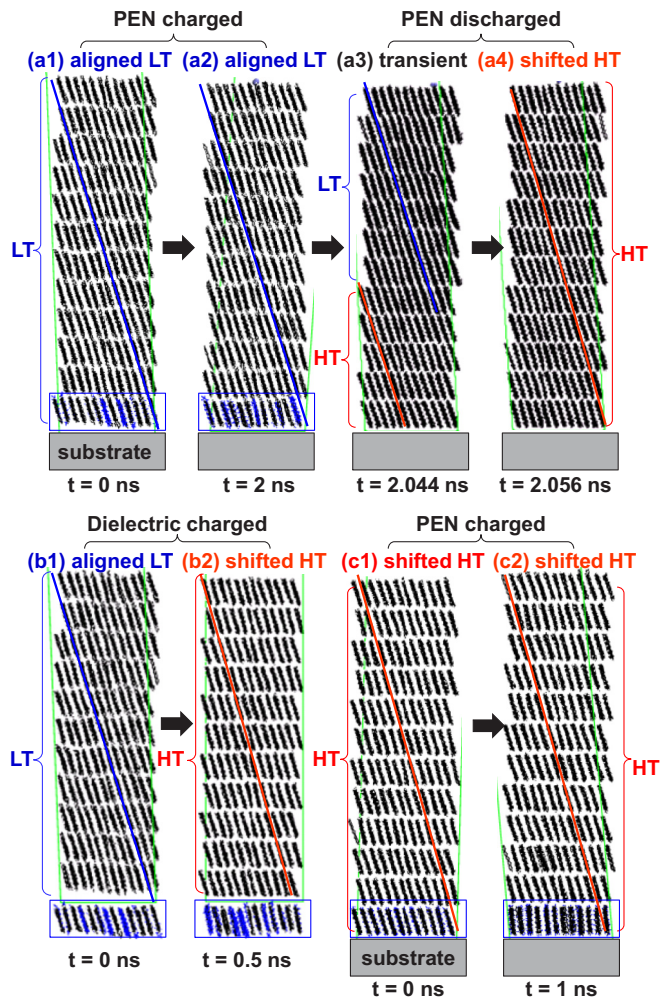 PEN charged
PEN discharged
(a1) aligned LT
(a2) aligned LT
(a3) transient
(a4) shifted HT
LT
LT
HT
HT
substrate
t = 0 ns
t = 2 ns
t = 2.044 ns
t = 2.056 ns
Dielectric charged
PEN charged
(b1) aligned LT
(b2) shifted HT
(c1) shifted HT
(c2) shifted HT
LT
HT
HT
HT
substrate
t = 0 ns
t = 0.5 ns
t = 0 ns
t = 1 ns